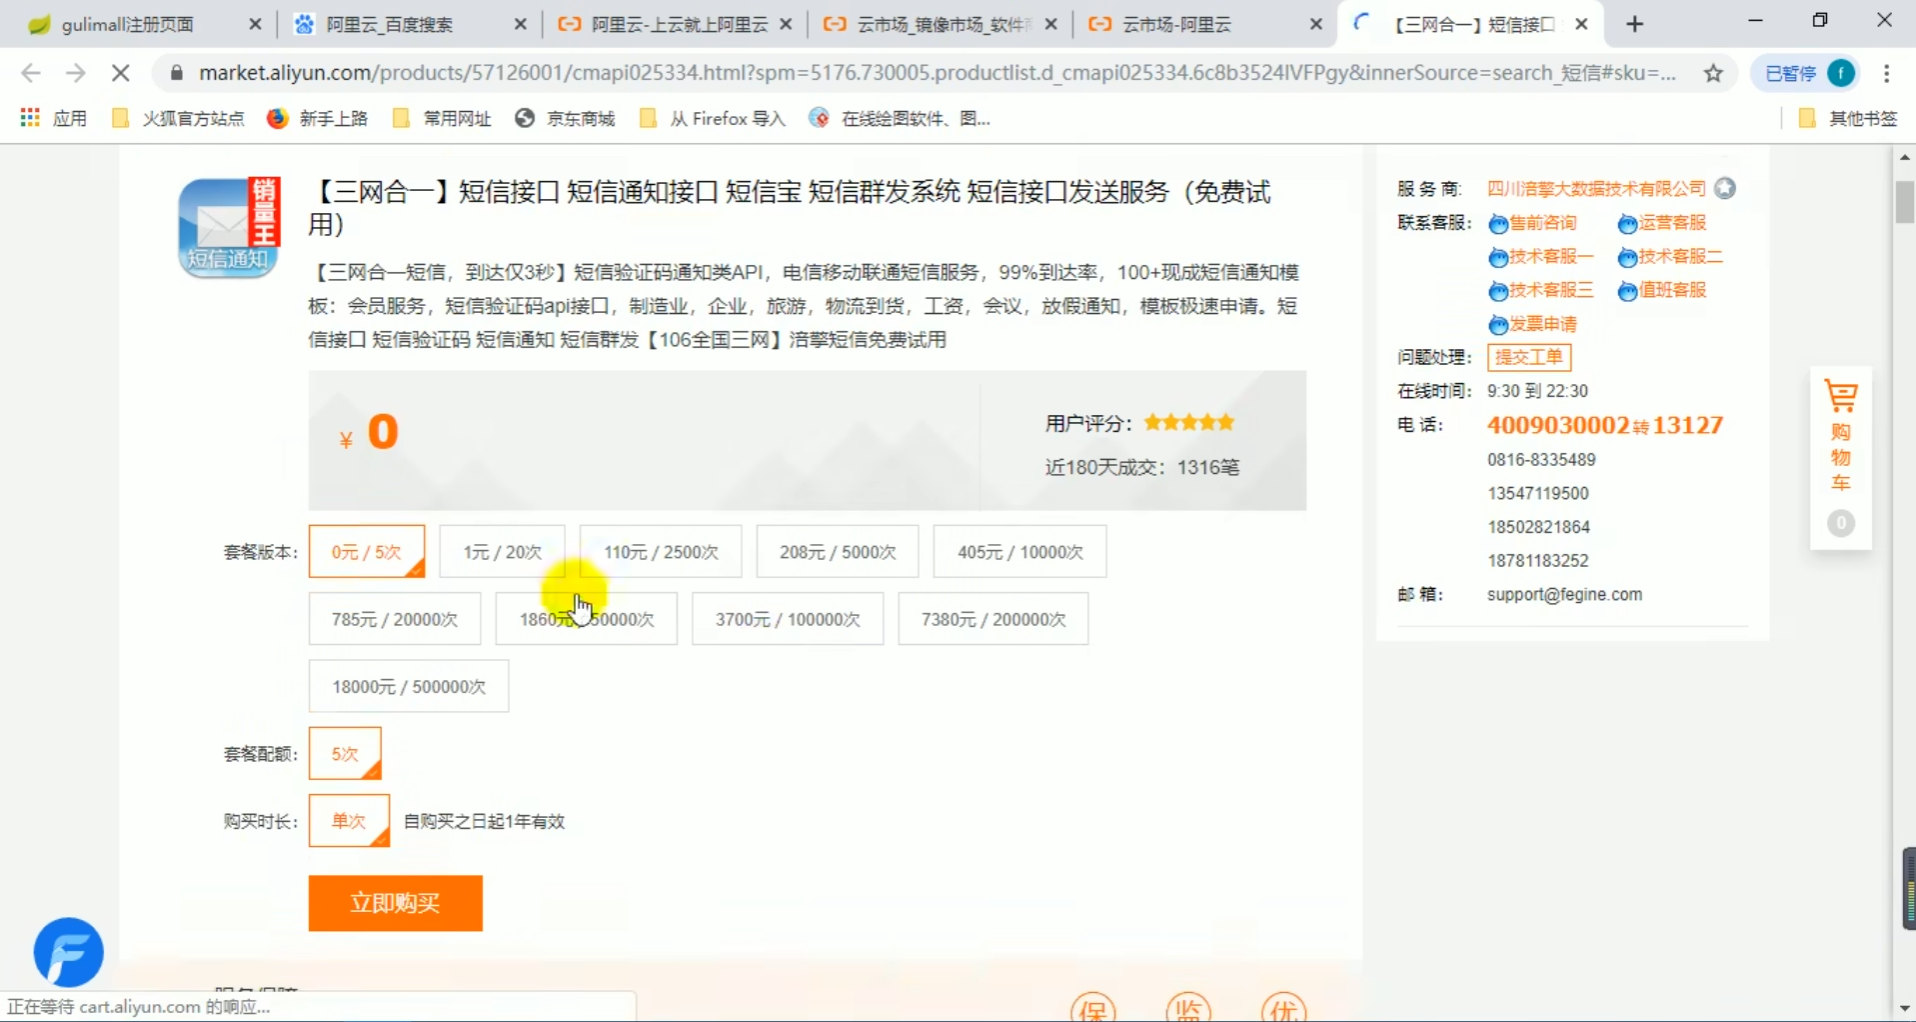 gulimall注册页面
阿里云_百度搜索
阿里云-上云就上阿里云
云市场_镜像市场_软件
云市场-阿里云
【三网合一】短信接口
market.aliyun.com/products/57126001/cmapi025334.html?spm=5176.730005.productlist.d_cmapi025334.6c8b3524lVFPgy&innerSource=search_短信#sku=...
已暂停
f
应用
火狐官方站点
新手上路
常用网址
京东商城
从 Firefox 导入
在线绘图软件、图...
其他书签
销量王
短信通知
【三网合一】短信接口 短信通知接口 短信宝 短信群发系统 短信接口发送服务（免费试
用）
【三网合一短信，到达仅3秒】短信验证码通知类API，电信移动联通短信服务，99%到达率，100+现成短信通知模
板：会员服务，短信验证码api接口，制造业，企业，旅游，物流到货，工资，会议，放假通知，模板极速申请。短
信接口 短信验证码 短信通知 短信群发【106全国三网】涪擎短信免费试用
¥ 0
用户评分：
近180天成交：1316笔
套餐版本：
0元 / 5次
1元 / 20次
110元 / 2500次
208元 / 5000次
405元 / 10000次
785元 / 20000次
1860元 / 50000次
3700元 / 100000次
7380元 / 200000次
18000元 / 500000次
套餐配额：
5次
购买时长：
单次
自购买之日起1年有效
立即购买
服务保障
保
监
优
服 务 商：
四川涪擎大数据技术有限公司
联系客服：
售前咨询
运营客服
技术客服一
技术客服二
技术客服三
值班客服
发票申请
问题处理：
提交工单
在线时间：
9:30 到 22:30
电 话：
4009030002转13127
0816-8335489
13547119500
18502821864
18781183252
邮 箱：
support@fegine.com
购
物
车
0
正在等待 cart.aliyun.com 的响应...